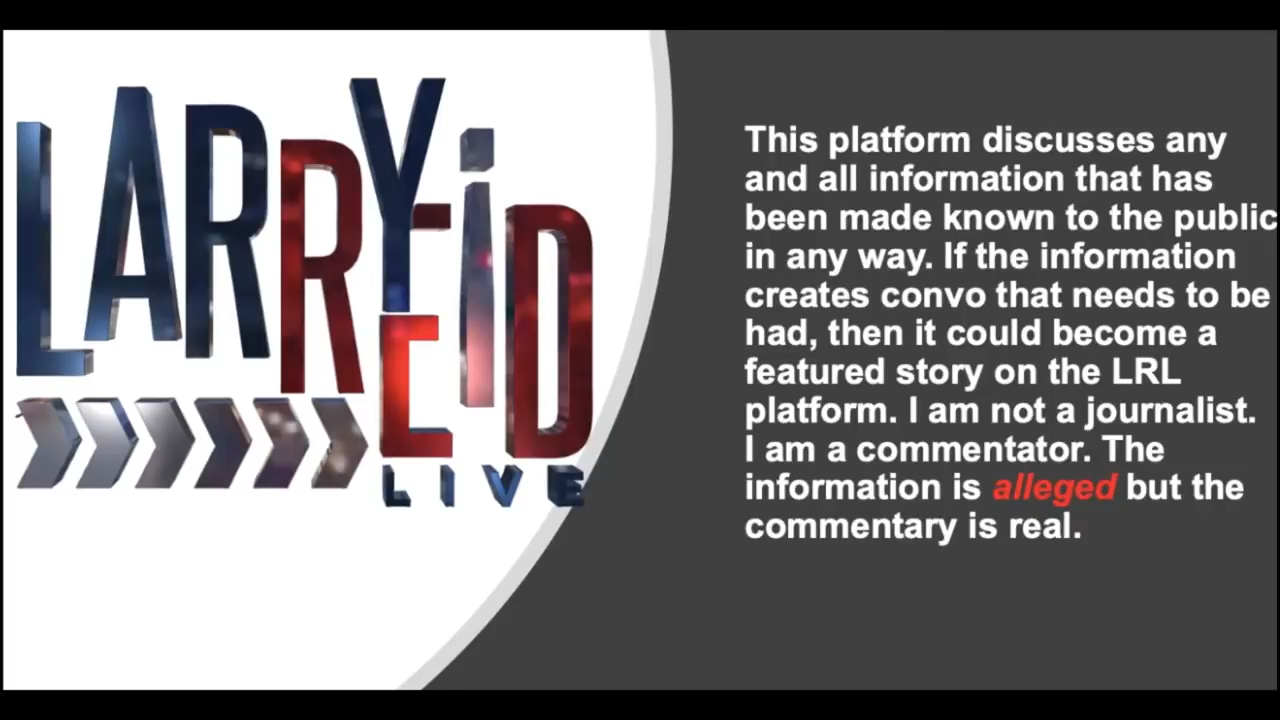 LARRY
REiD
LIVE
This platform discusses any
and all information that has
been made known to the public
in any way. If the information
creates convo that needs to be
had, then it could become a
featured story on the LRL
platform. I am not a journalist.
I am a commentator. The
information is alleged but the
commentary is real.